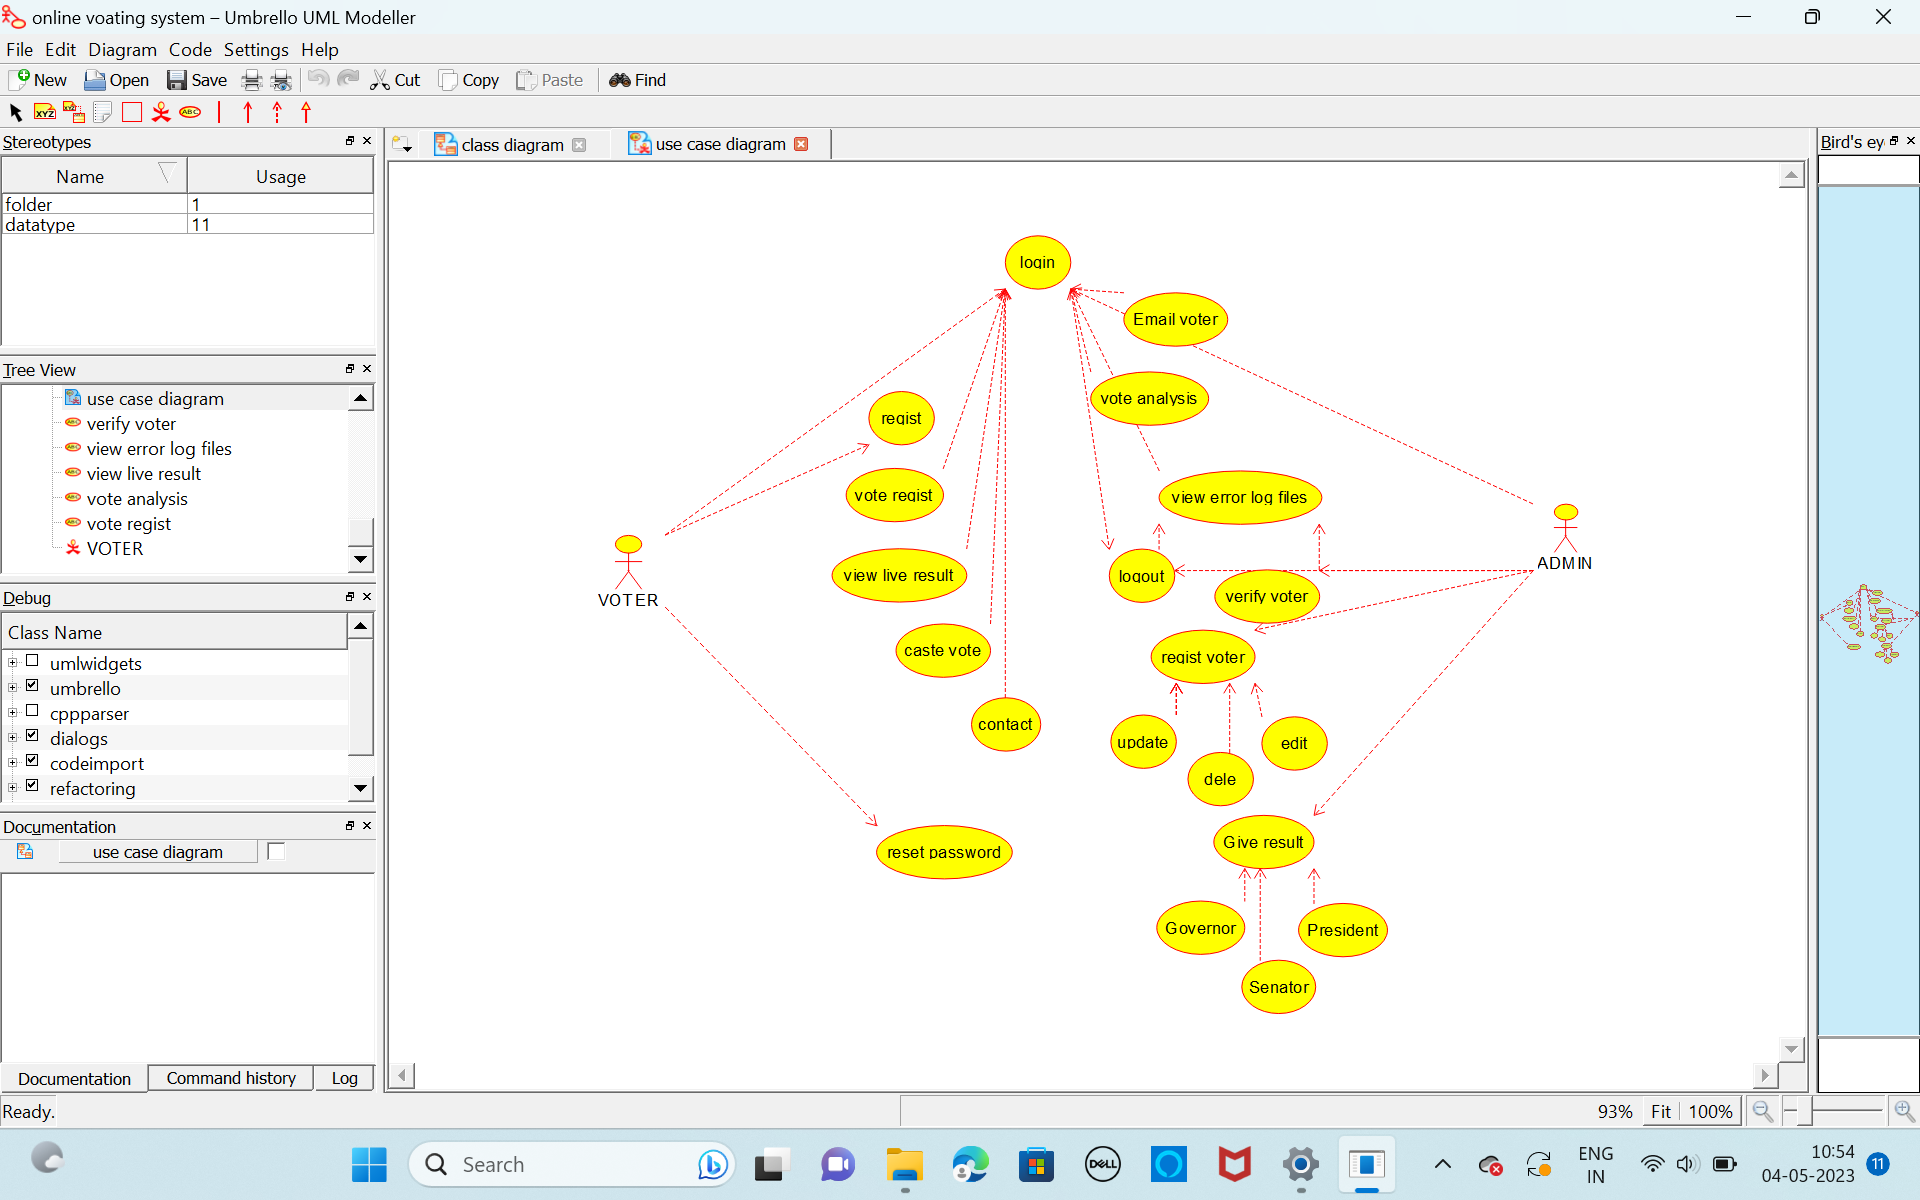 online voating system – Umbrello UML Modeller
File Edit Diagram Code Settings Help
New Open Save Cut Copy Paste Find
XYZ XYZ ABC
Stereotypes
Name Usage
folder 1
datatype 11
Tree View
use case diagram
verify voter
view error log files
view live result
vote analysis
vote regist
VOTER
Debug
Class Name
umlwidgets
umbrello
cppparser
dialogs
codeimport
refactoring
Documentation
use case diagram
Documentation Command history Log
Ready.
class diagram use case diagram
login
Email voter
vote analysis
regist
vote regist
view error log files
view live result
logout
verify voter
VOTER
ADMIN
caste vote
regist voter
contact
update
edit
dele
reset password
Give result
Governor
President
Senator
Bird's ey
93% Fit 100%
Search
DELL
ENG
IN
10:54
04-05-2023
11